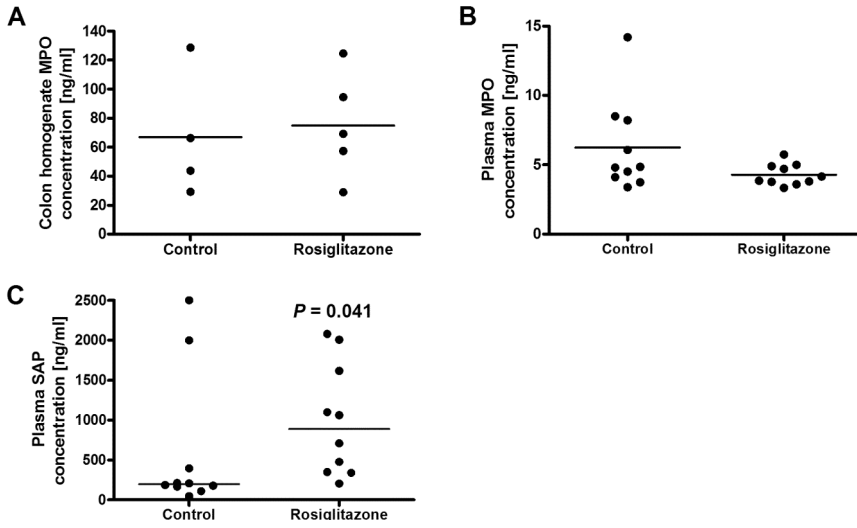 A
Colon homogenate MPO
concentration [ng/ml]
140
120
100
80
60
40
20
0
Control
Rosiglitazone
B
Plasma MPO
concentration [ng/ml]
15
10
5
0
Control
Rosiglitazone
C
Plasma SAP
concentration [ng/ml]
2500
2000
1500
1000
500
0
P = 0.041
Control
Rosiglitazone